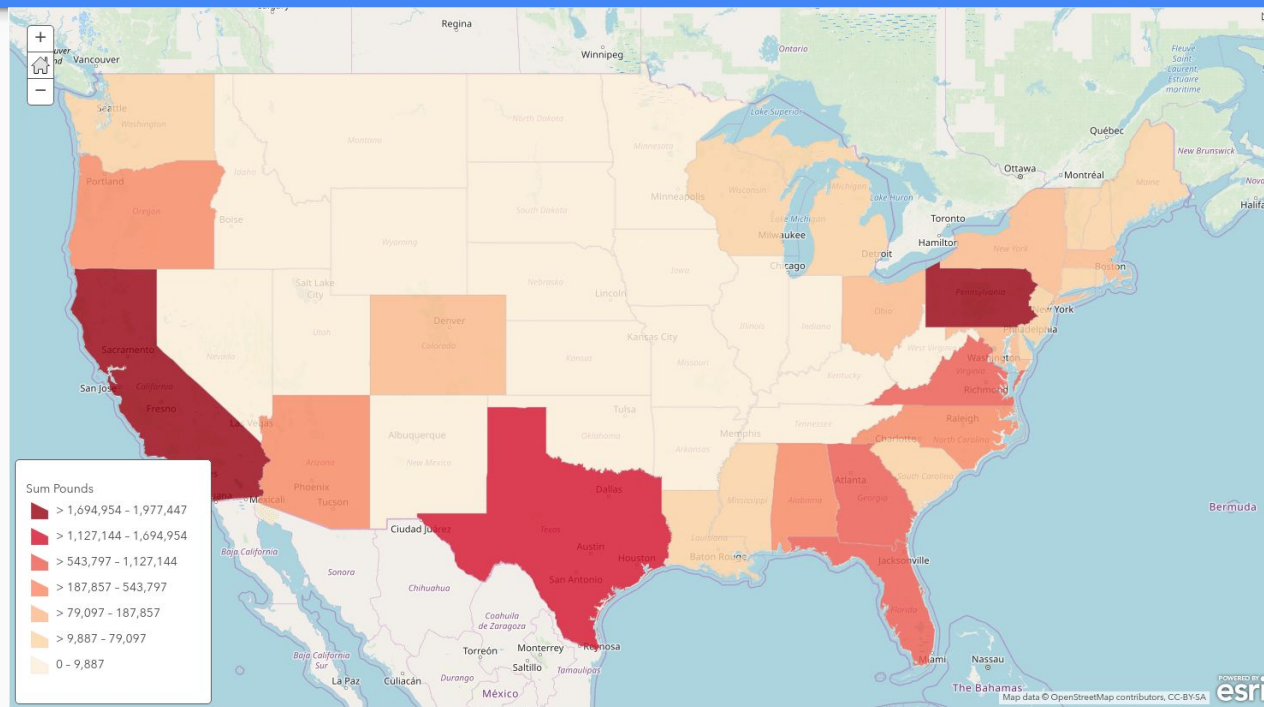 Regina
Winnipeg
Ontario
Vancouver
Fleuve
Saint-
Laurent,
Estuaire
maritime
Seattle
Washington
Montana
North Dakota
Minnesota
Lake Superior
Québec
New Brunswick
Ottawa
Montréal
Maine
Portland
Oregon
Idaho
Boise
South Dakota
Minneapolis
Wisconsin
Michigan
Lake Huron
Lake Michigan
Toronto
Hamilton
New York
Halifa
Wyoming
Milwaukee
Detroit
Boston
Chicago
Iowa
Salt Lake
City
Nebraska
Lincoln
Pennsylvania
Ohio
New York
Denver
Colorado
Utah
Nevada
Kansas
Kansas City
Illinois
Indiana
Missouri
Philadelphia
West Virginia
Washington
Sacramento
San Jos
California
Fresno
Kentucky
Virginia
Richmond
Las Vegas
Tulsa
Oklahoma
Albuquerque
New Mexico
Memphis
Tennessee
Arkansas
Raleigh
Charlotte
North Carolina
Arizona
Phoenix
Tucson
Mexicali
Dallas
Texas
Atlanta
Georgia
South Carolina
Mississippi
Alabama
Bermuda
Ciudad Juárez
Austin
Houston
San Antonio
Louisiana
Baton Rouge
Jacksonville
Florida
Baja California
Sonora
Chihuahua
Coahuila
de Zaragoza
Baja California
Sur
Torreón
Monterrey
Reynosa
Miami
Nassau
La Paz
Culiacán
Durango
Saltillo
Tamaulipas
México
The Bahamas
Sum Pounds
> 1,694,954 - 1,977,447
> 1,127,144 - 1,694,954
> 543,797 - 1,127,144
> 187,857 - 543,797
> 79,097 - 187,857
> 9,887 - 79,097
0 - 9,887
Map data © OpenStreetMap contributors, CC-BY-SA
POWERED BY
esri